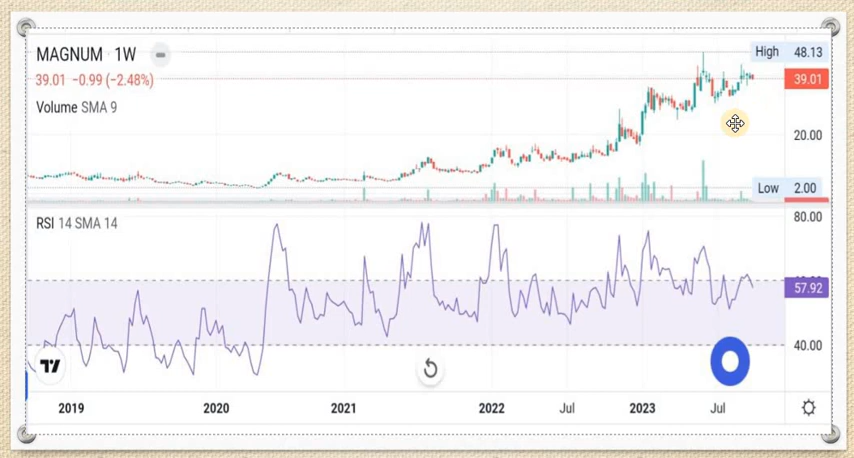 MAGNUM · 1W
High 48.13
39.01 −0.99 (−2.48%)
39.01
Volume SMA 9
20.00
Low 2.00
RSI 14 SMA 14
80.00
57.92
40.00
2019 2020 2021 2022 Jul 2023 Jul